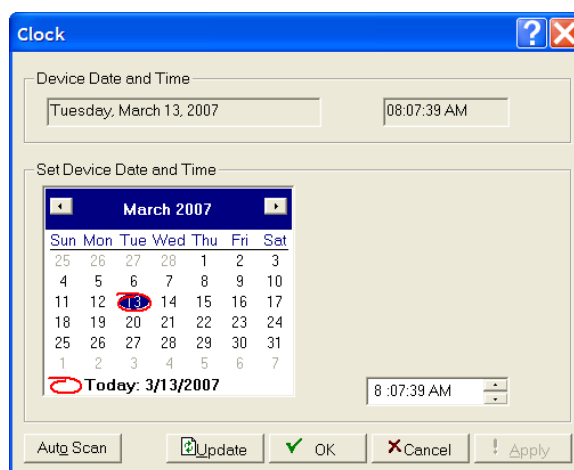 Clock
Device Date and Time
Tuesday, March 13, 2007 08:07:39 AM
Set Device Date and Time
March 2007
Sun Mon Tue Wed Thu Fri Sat
25 26 27 28 1 2 3
4 5 6 7 8 9 10
11 12 13 14 15 16 17
18 19 20 21 22 23 24
25 26 27 28 29 30 31
1 2 3 4 5 6 7
Today: 3/13/2007
8 :07:39 AM
Auto Scan Update OK Cancel Apply